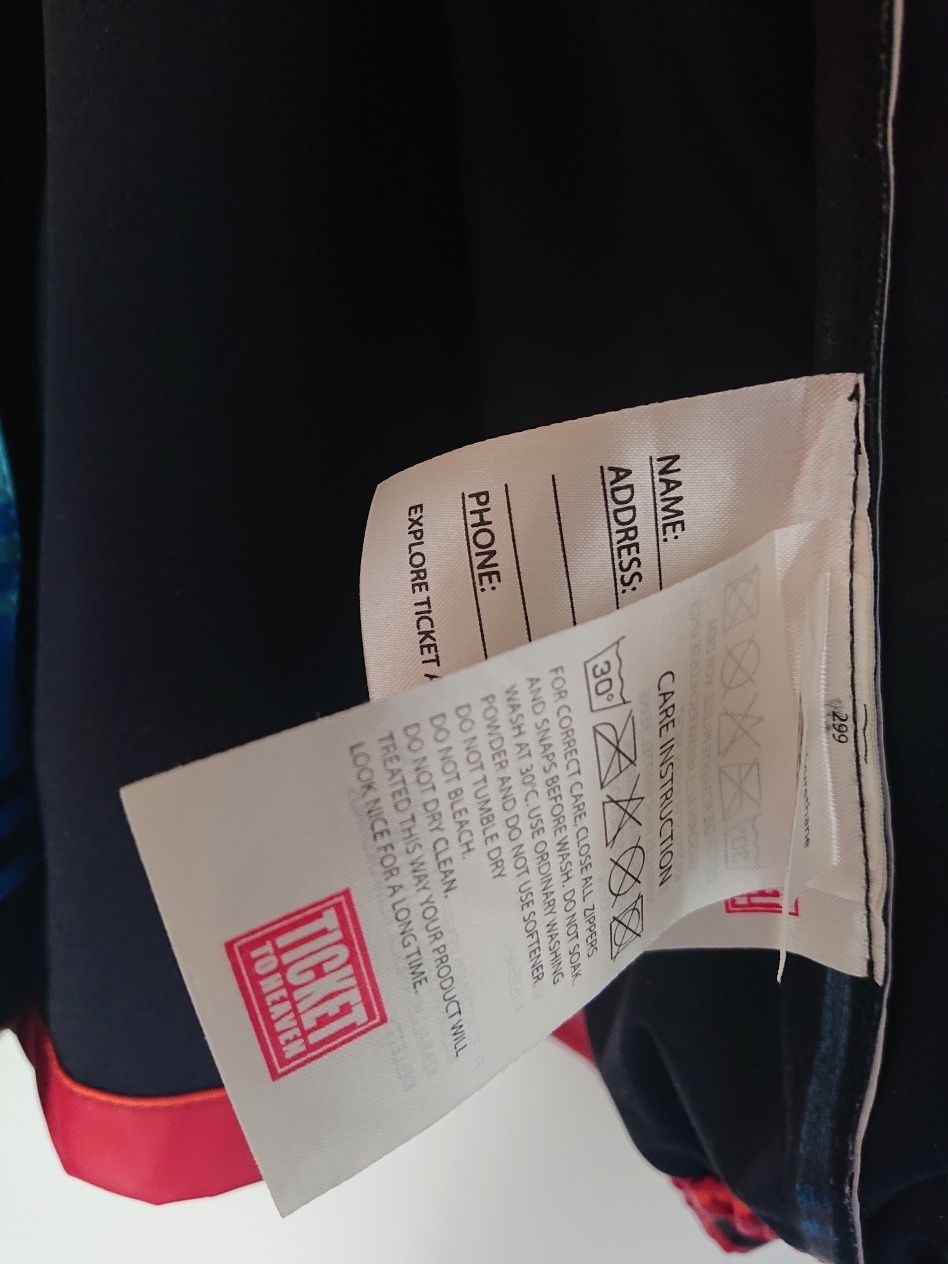 NAME:
ADDRESS:
PHONE:
EXPLORE TICKET
299
CARE INSTRUCTION
30°
FOR CORRECT CARE, CLOSE ALL ZIPPERS
AND SNAPS BEFORE WASH. DO NOT SOAK.
WASH AT 30°C. USE ORDINARY WASHING
POWDER AND DO NOT USE SOFTENER.
DO NOT TUMBLE DRY
DO NOT BLEACH.
DO NOT DRY CLEAN.
TREATED THIS WAY YOUR PRODUCT WILL
LOOK NICE FOR A LONG TIME.
TICKET
TO HEAVEN